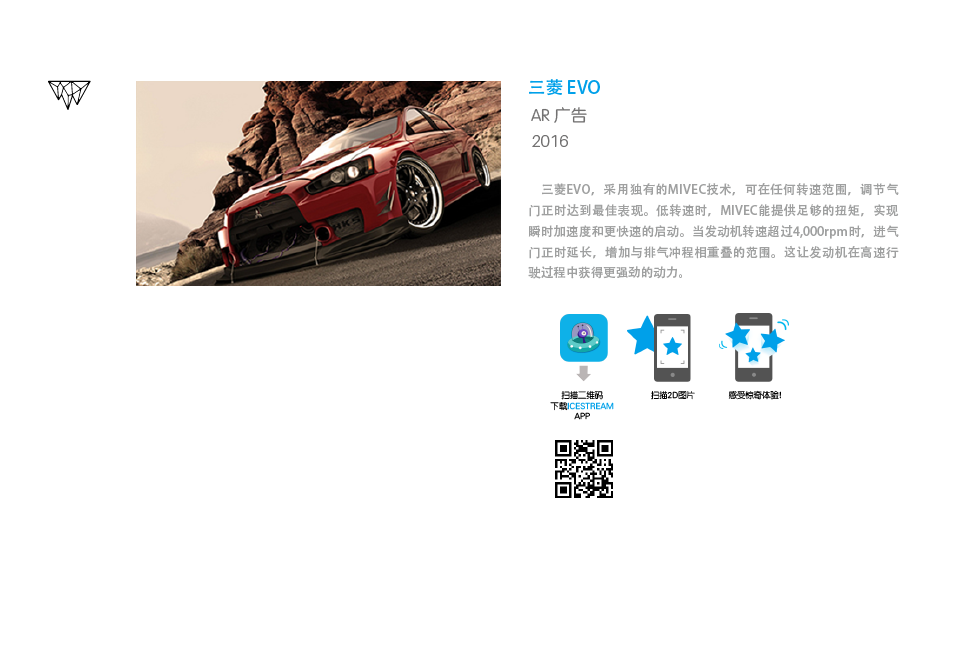 三菱 EVO
AR 广告
2016
三菱EVO，采用独有的MIVEC技术，可在任何转速范围，调节气
门正时达到最佳表现。低转速时，MIVEC能提供足够的扭矩，实现
瞬时加速度和更快速的启动。当发动机转速超过4,000rpm时，进气
门正时延长，增加与排气冲程相重叠的范围。这让发动机在高速行
驶过程中获得更强劲的动力。
HKS
扫描二维码
下载ICESTREAM
APP
扫描2D图片
感受惊奇体验!